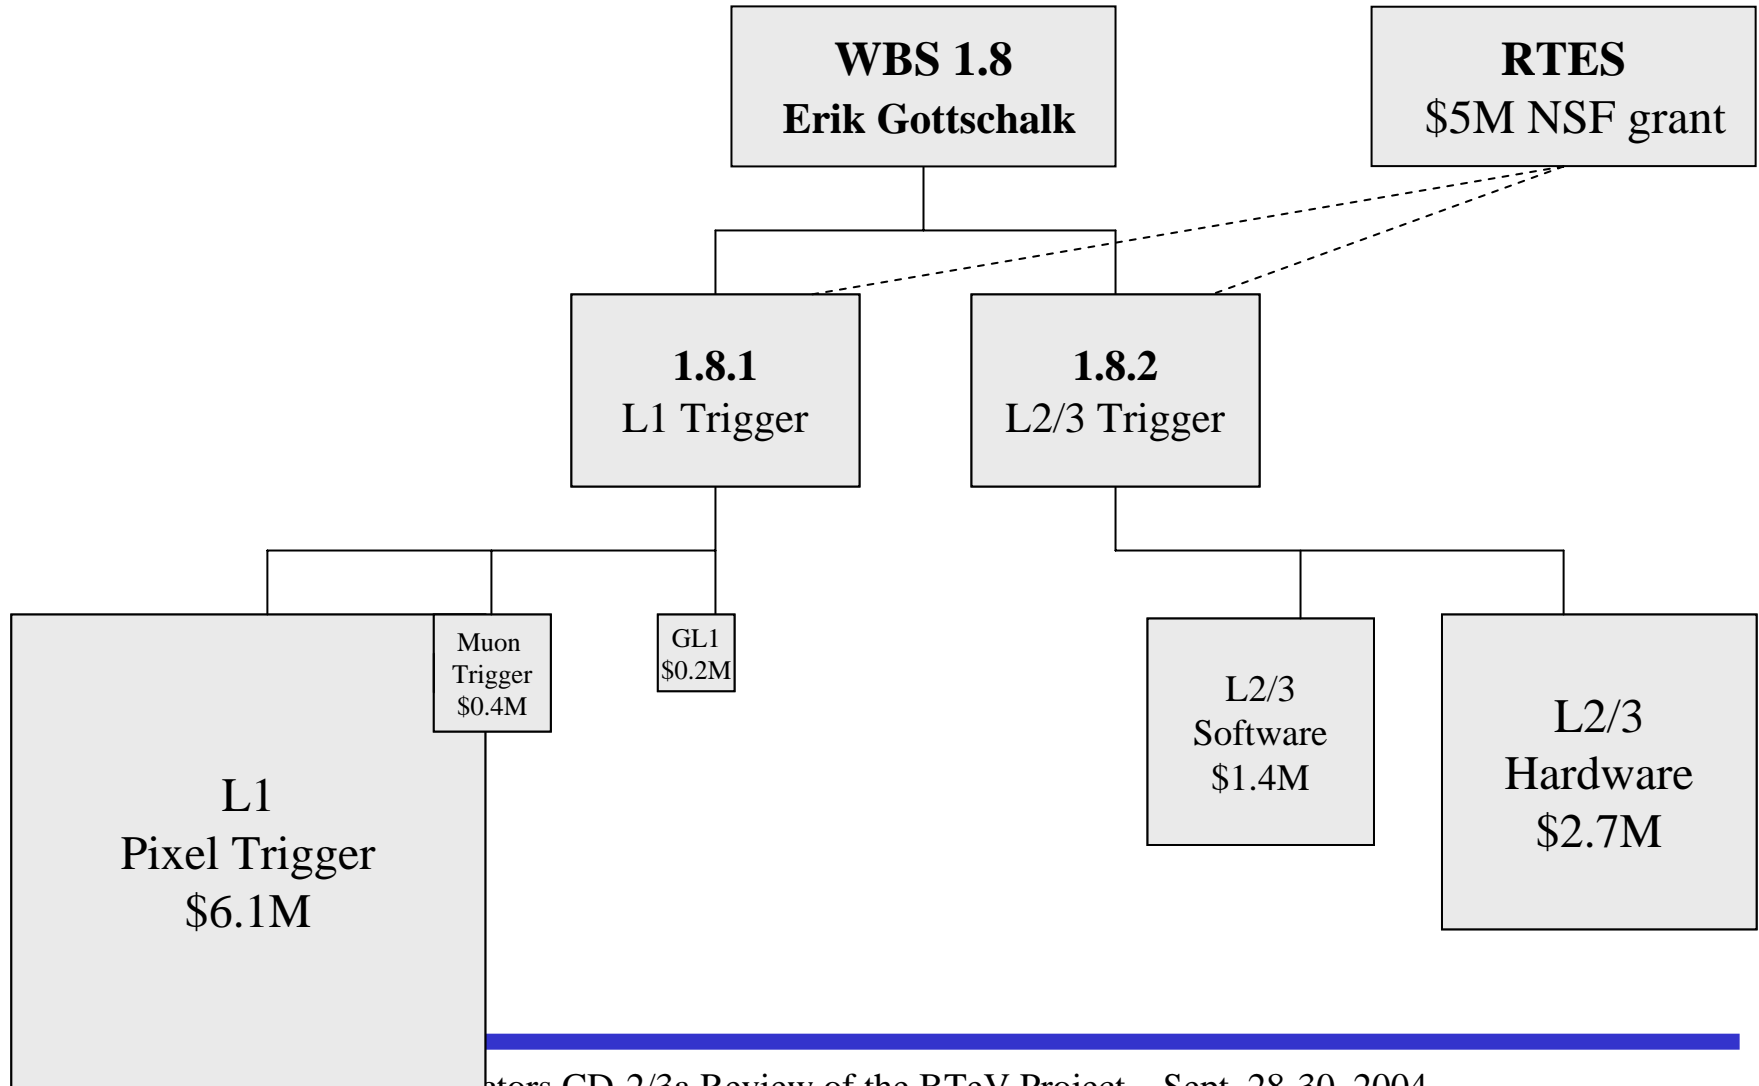 WBS 1.8
Erik Gottschalk
RTES
$5M NSF grant
1.8.1
L1 Trigger
1.8.2
L2/3 Trigger
L1
Pixel Trigger
$6.1M
Muon
Trigger
$0.4M
GL1
$0.2M
L2/3
Software
$1.4M
L2/3
Hardware
$2.7M
CD-2/3a Review of the BTeV Project – Sept. 28-30, 2004